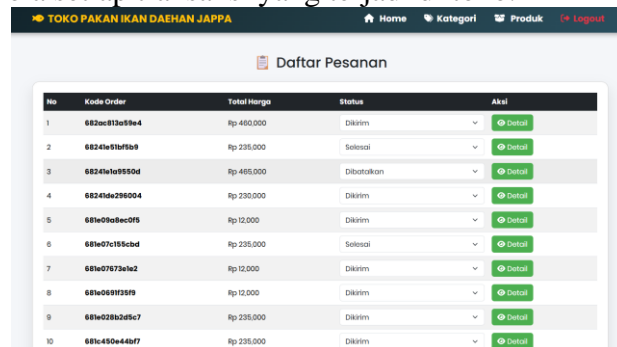 TOKO PAKAN IKAN DAEHAN JAPPA Home Kategori Produk Logout
Daftar Pesanan
No Kode Order Total Harga Status Aksi
1 682ac813a59e4 Rp 460,000 Dikirim Detail
2 68241e51bf5b9 Rp 235,000 Selesai Detail
3 68241e1a9550d Rp 465,000 Dibatalkan Detail
4 68241de296004 Rp 230,000 Dikirim Detail
5 681e09a8ec0f5 Rp 12,000 Dikirim Detail
6 681e07c155cbd Rp 235,000 Selesai Detail
7 681e07673e1e2 Rp 12,000 Dikirim Detail
8 681e0691f35f9 Rp 12,000 Dikirim Detail
9 681e028b2d5c7 Rp 235,000 Dikirim Detail
10 681c450e44bf7 Rp 235,000 Dikirim Detail